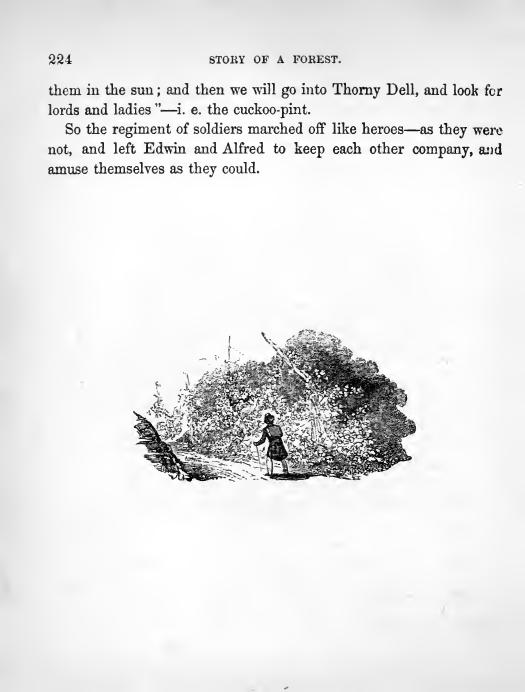 224 STORY OF A FOREST.
them in the sun; and then we will go into Thorny Dell, and look for
lords and ladies"—i. e. the cuckoo-pint.
So the regiment of soldiers marched off like heroes—as they were
not, and left Edwin and Alfred to keep each other company, and
amuse themselves as they could.